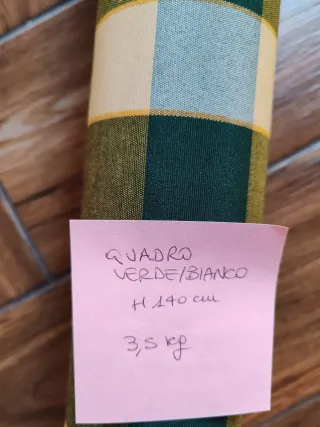 QUADRO
VERDE/BIANCO
H 140 cm
3,5 kg